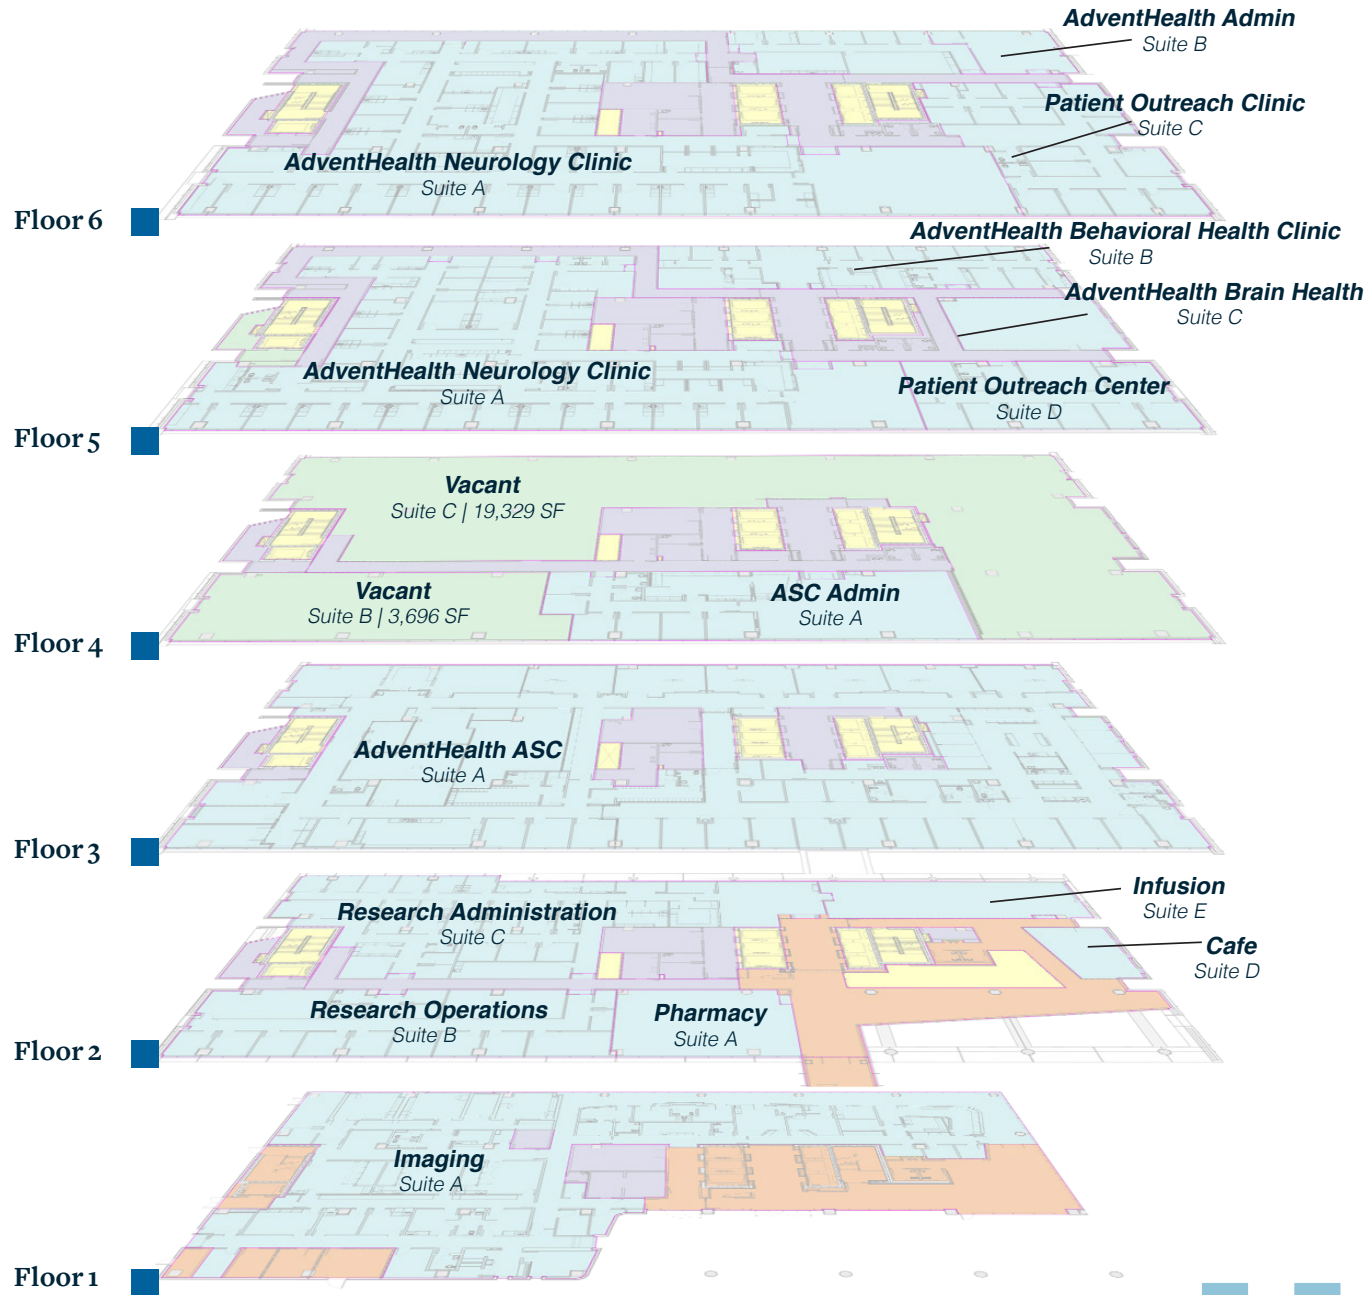 AdventHealth Admin
Suite B
Patient Outreach Clinic
Suite C
AdventHealth Neurology Clinic
Suite A
Floor 6
AdventHealth Behavioral Health Clinic
Suite B
AdventHealth Brain Health
Suite C
AdventHealth Neurology Clinic
Suite A
Patient Outreach Center
Suite D
Floor 5
Vacant
Suite C | 19,329 SF
Vacant
Suite B | 3,696 SF
ASC Admin
Suite A
Floor 4
AdventHealth ASC
Suite A
Floor 3
Infusion
Suite E
Research Administration
Suite C
Cafe
Suite D
Research Operations
Suite B
Pharmacy
Suite A
Floor 2
Imaging
Suite A
Floor 1